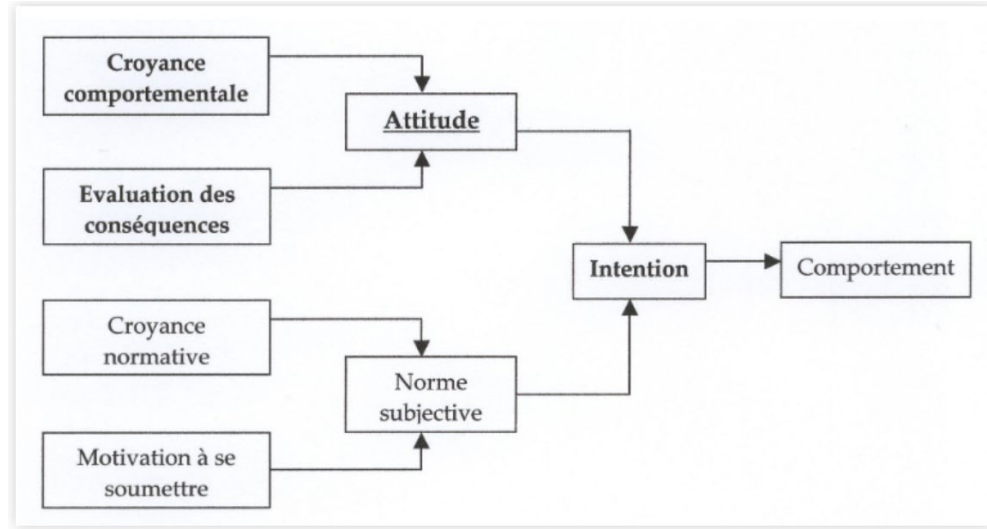 Croyance
comportementale
Attitude
Evaluation des
conséquences
Intention
Comportement
Croyance
normative
Norme
subjective
Motivation à se
soumettre